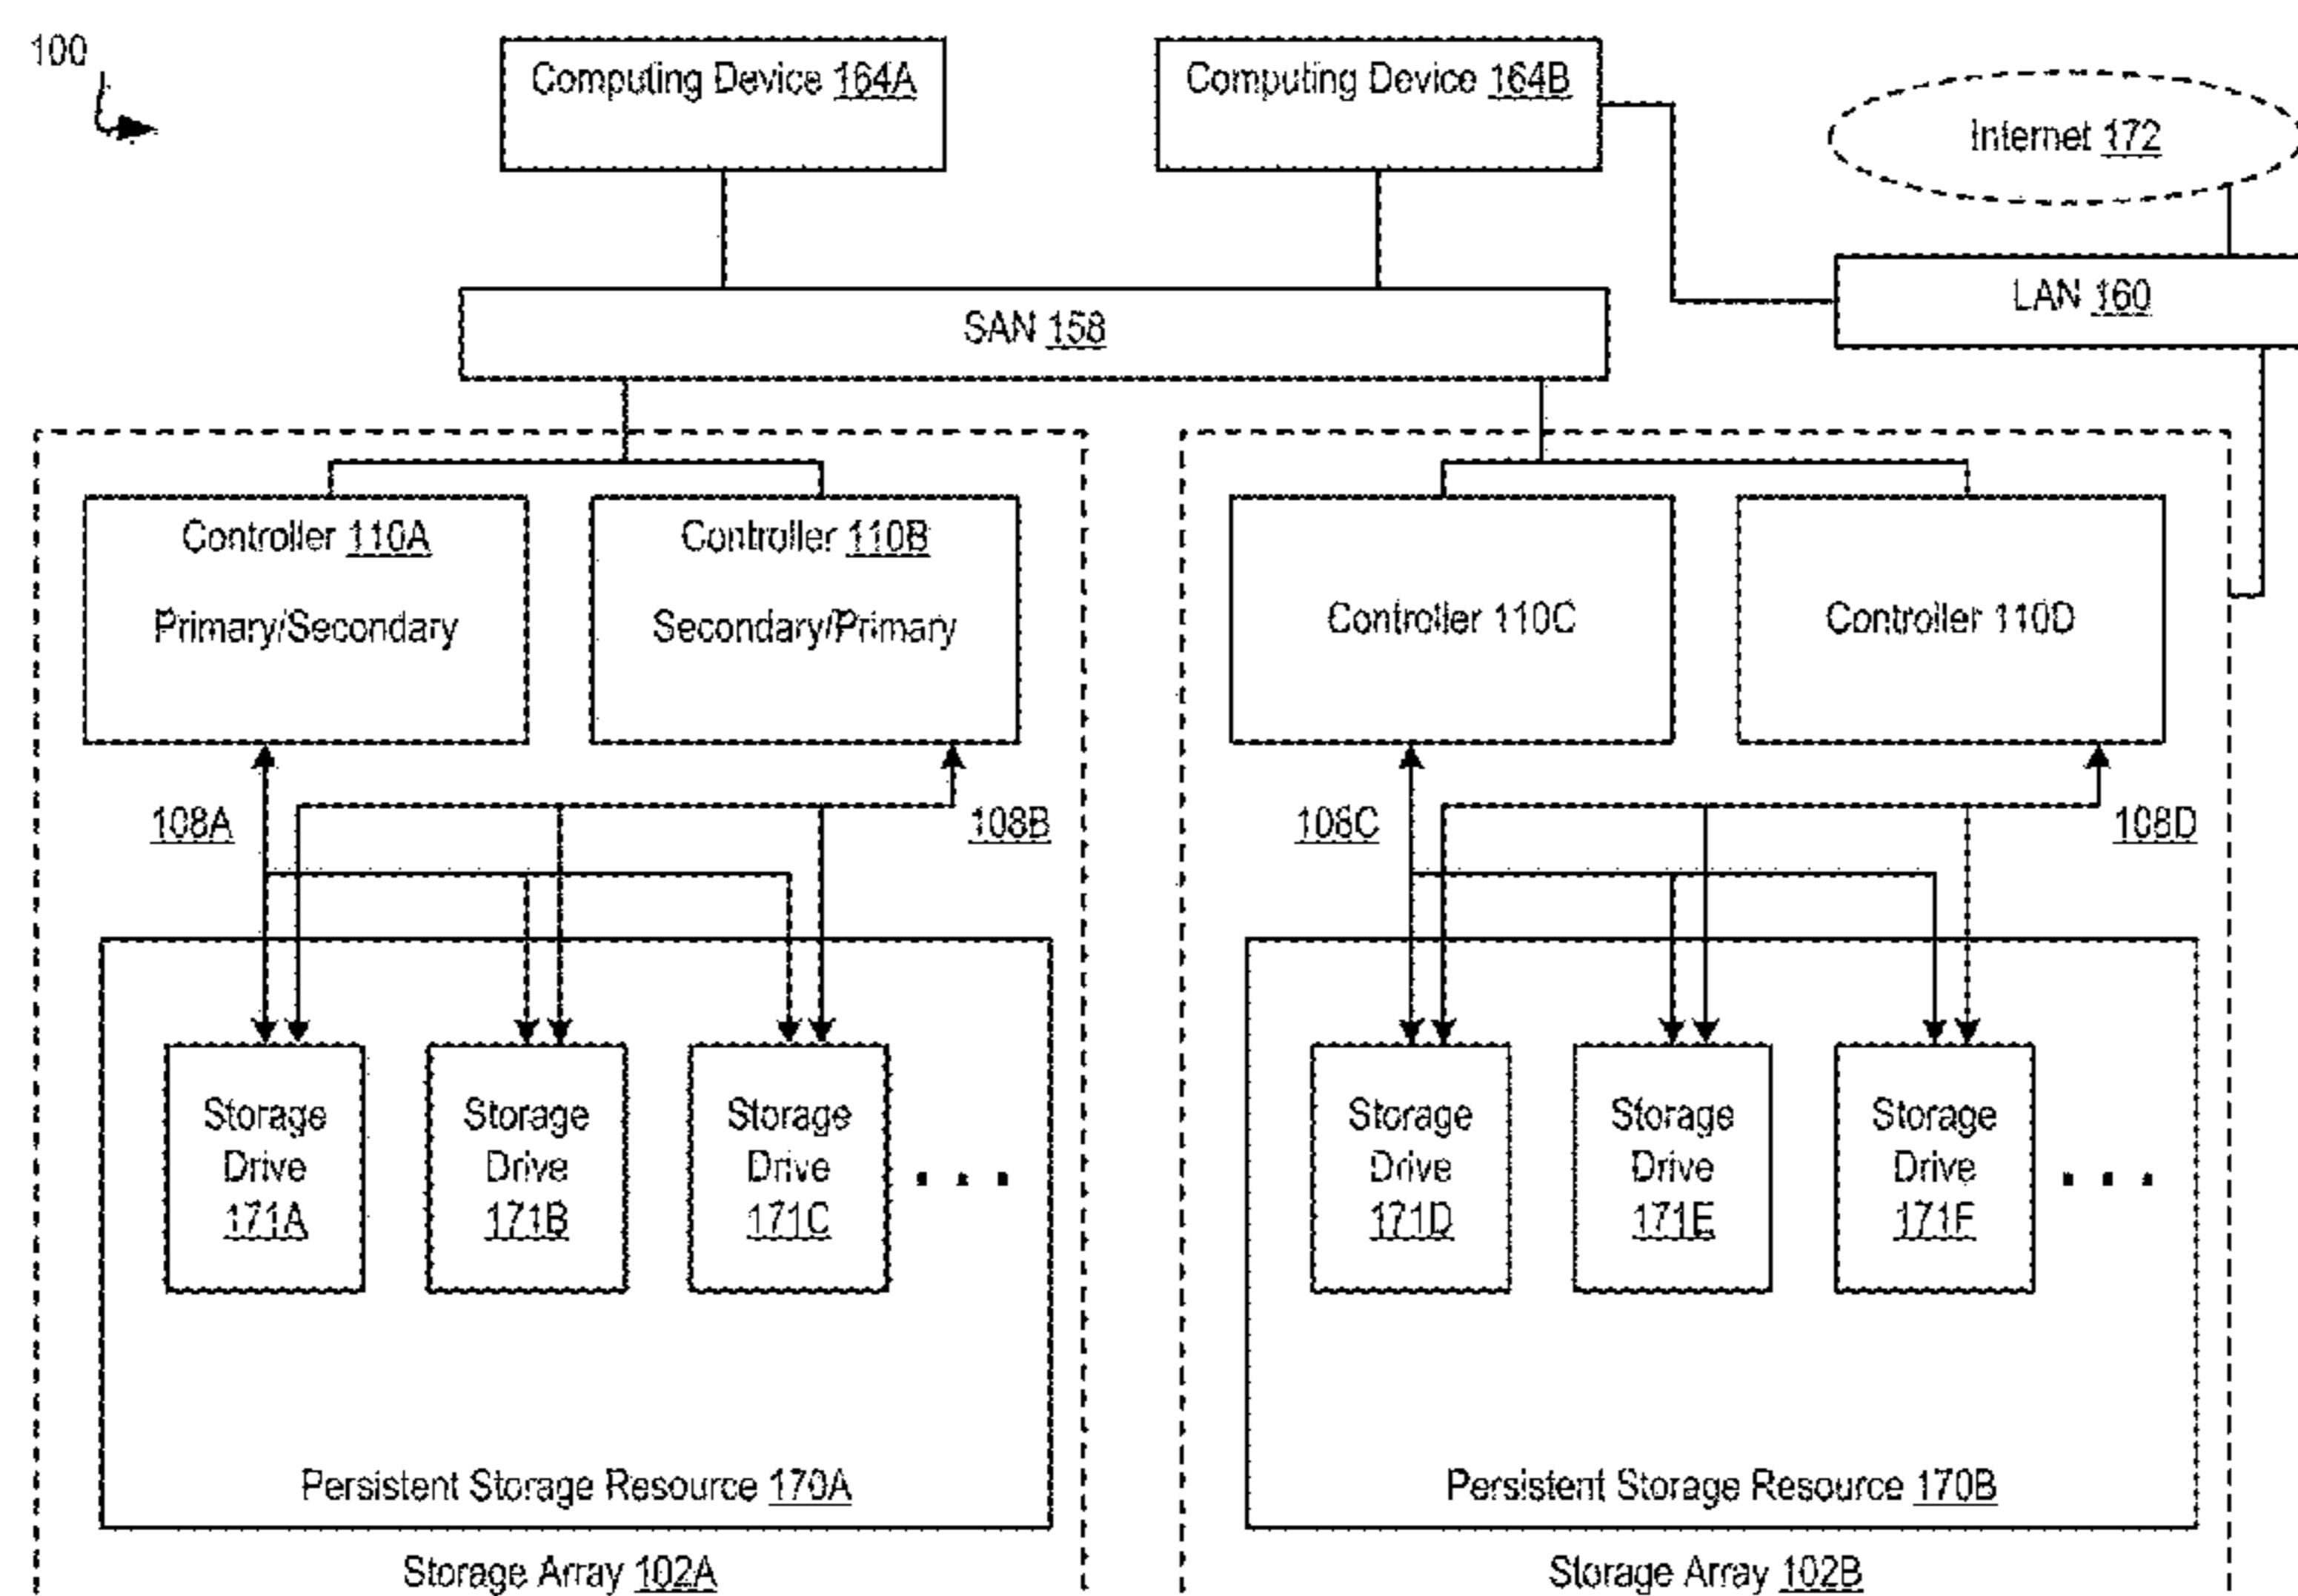 100
Computing Device 164A
Computing Device 164B
Internet 172
LAN 160
SAN 158
Controller 110A
Primary/Secondary
Controller 110B
Secondary/Primary
Controller 110C
Controller 110D
108A
108B
108C
108D
Storage
Drive
171A
Storage
Drive
171B
Storage
Drive
171C
. . .
Storage
Drive
171D
Storage
Drive
171E
Storage
Drive
171F
. . .
Persistent Storage Resource 170A
Persistent Storage Resource 170B
Storage Array 102A
Storage Array 102B